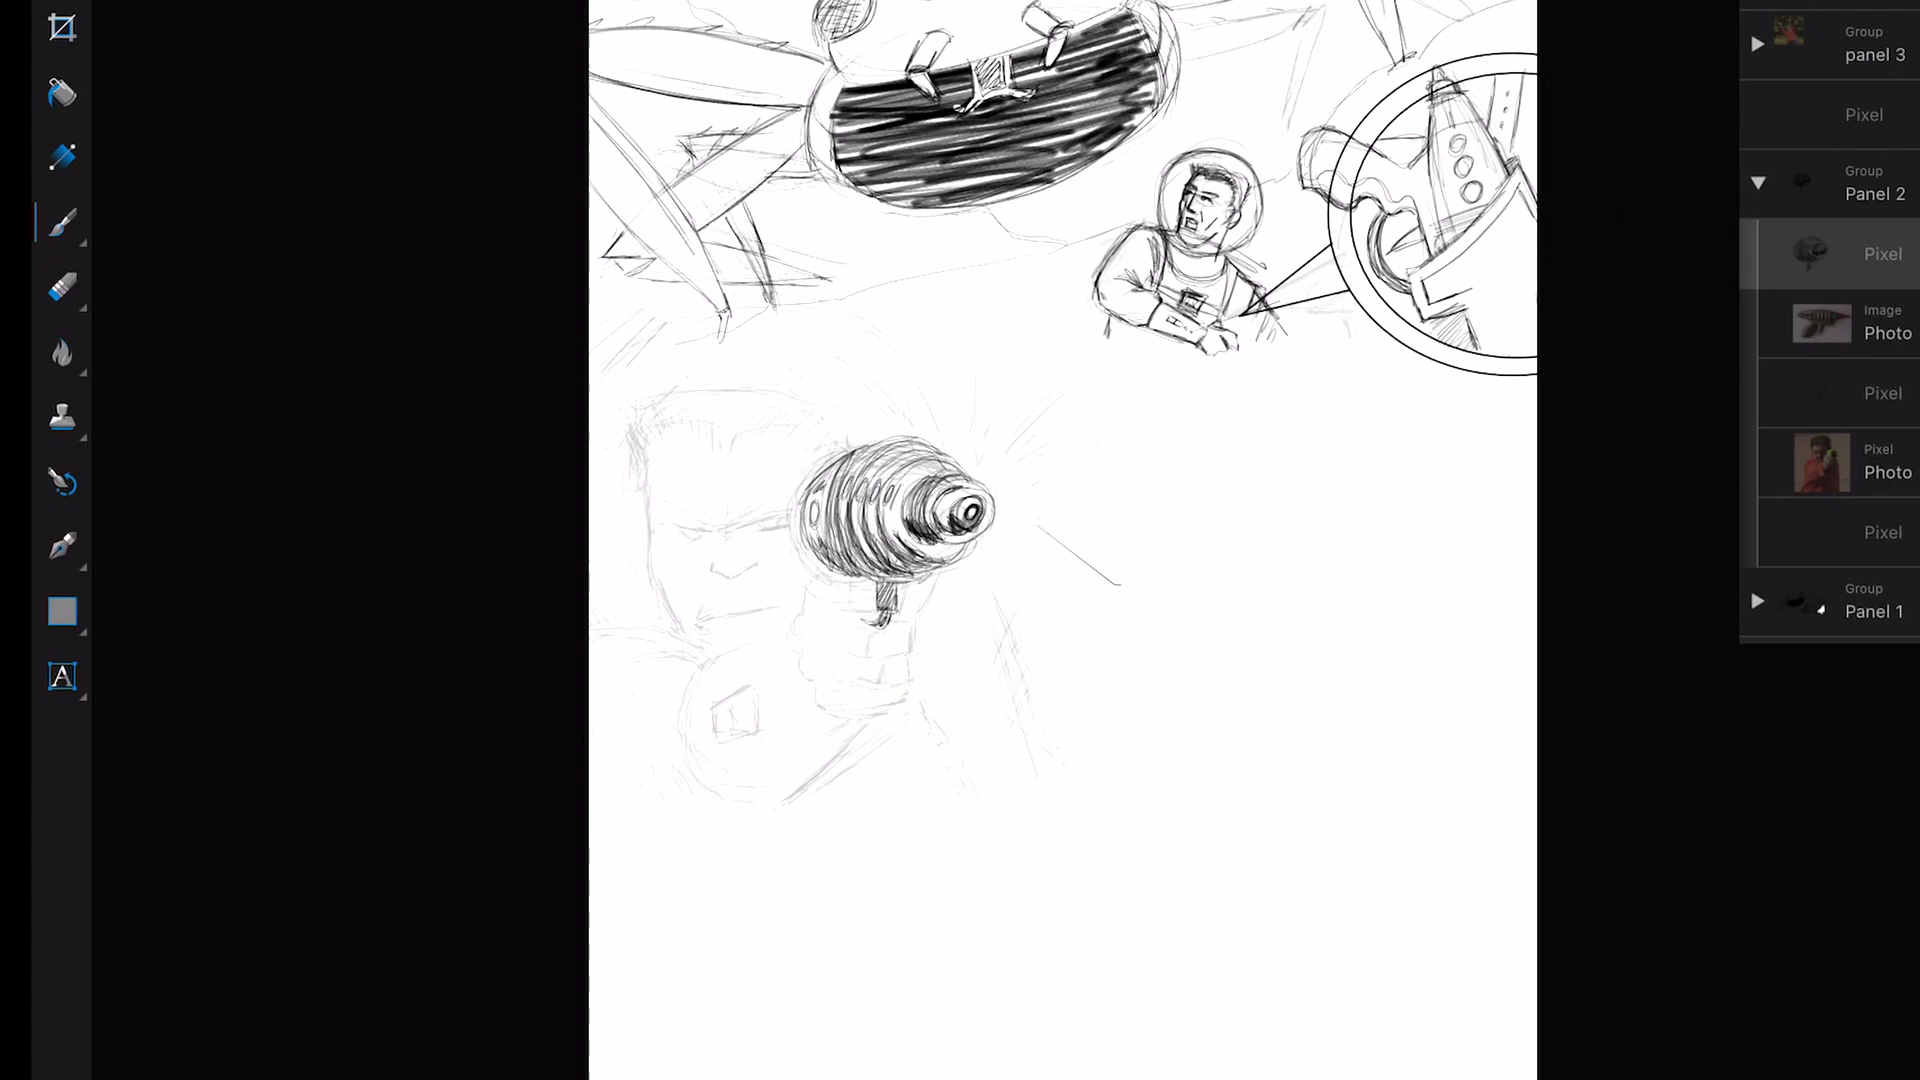 Group
panel 3
Pixel
Group
Panel 2
Pixel
Image
Photo
Pixel
Pixel
Photo
Pixel
Group
Panel 1
A